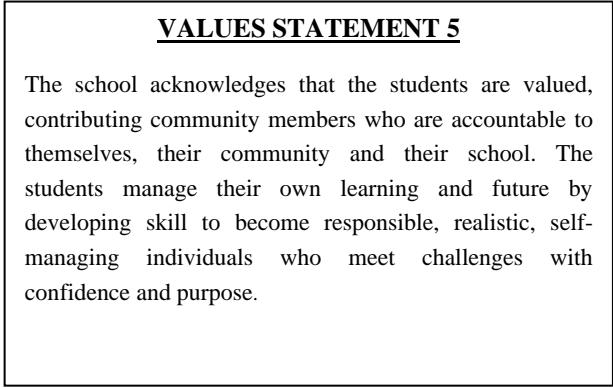 VALUES STATEMENT 5
The school acknowledges that the students are valued,
contributing community members who are accountable to
themselves, their community and their school. The
students manage their own learning and future by
developing skill to become responsible, realistic, self-
managing individuals who meet challenges with
confidence and purpose.